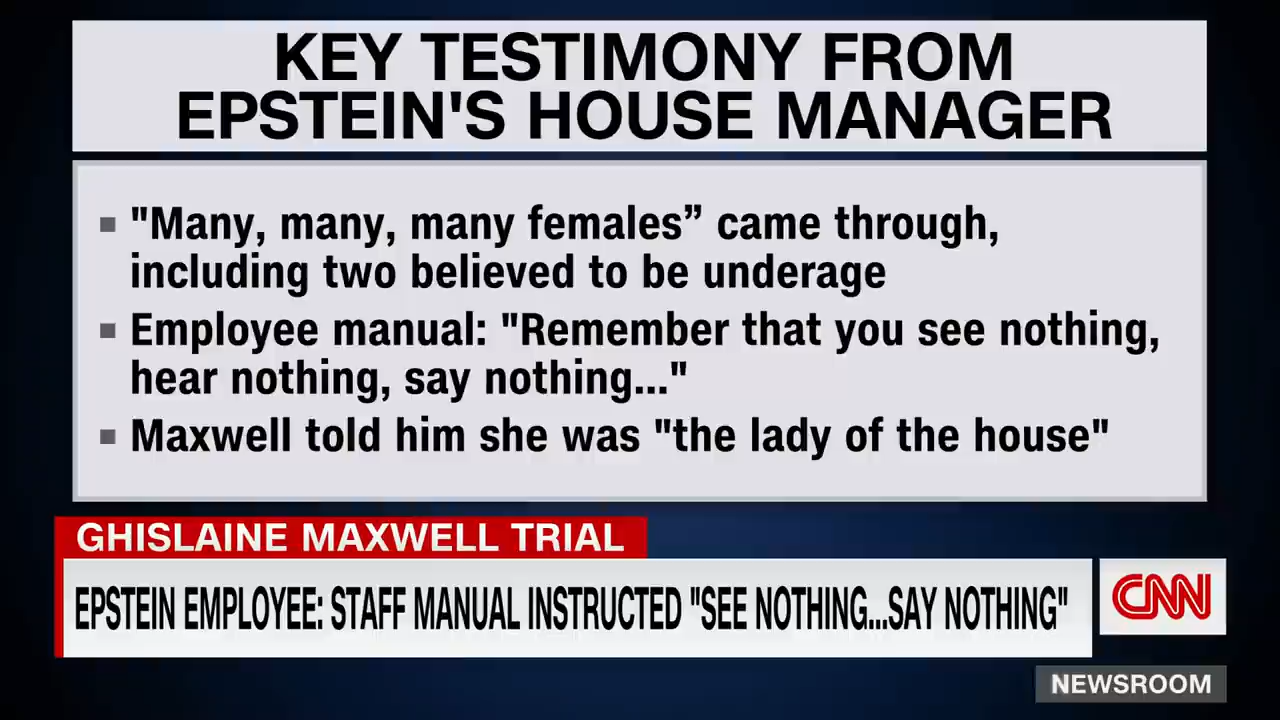 KEY TESTIMONY FROM
EPSTEIN'S HOUSE MANAGER
▪ "Many, many, many females” came through,
including two believed to be underage
▪ Employee manual: "Remember that you see nothing,
hear nothing, say nothing..."
▪ Maxwell told him she was "the lady of the house"
GHISLAINE MAXWELL TRIAL
EPSTEIN EMPLOYEE: STAFF MANUAL INSTRUCTED "SEE NOTHING...SAY NOTHING"
CNN
NEWSROOM